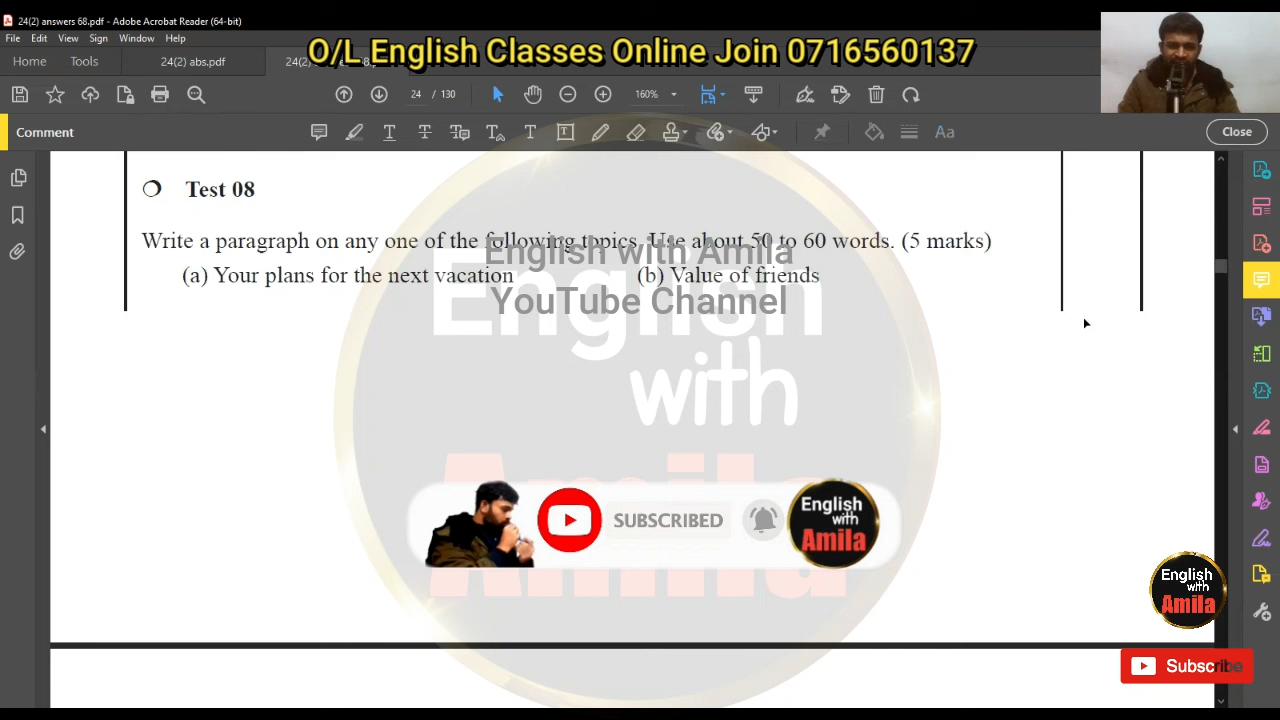 24(2) answers 68.pdf - Adobe Acrobat Reader (64-bit)
File Edit View Sign Window Help
O/L English Classes Online Join 0716560137
Home Tools 24(2) abs.pdf
24 / 130 160%
Comment Close
Test 08
Write a paragraph on any one of the following topics. Use about 50 to 60 words. (5 marks)
(a) Your plans for the next vacation (b) Value of friends
English with Amila
YouTube Channel
English
with
Amila
SUBSCRIBED
English
with
Amila
English
with
Amila
Subscribe